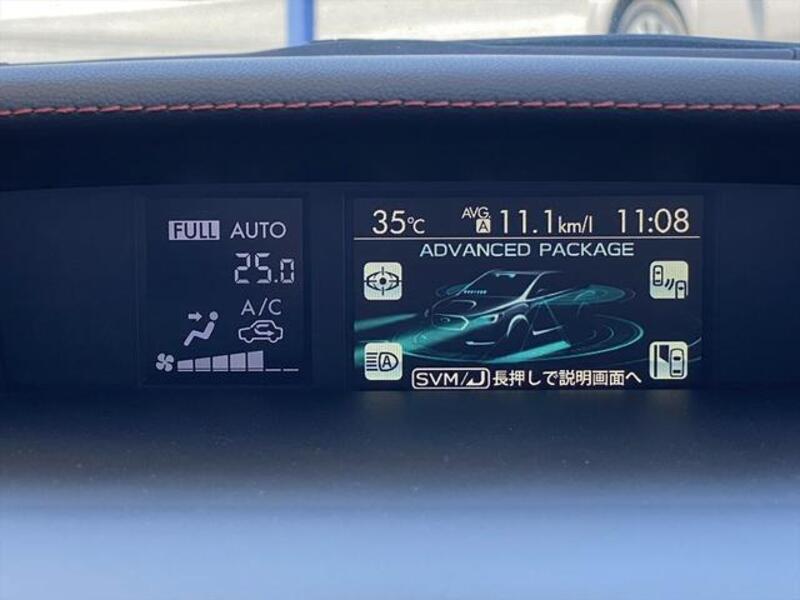 FULL AUTO
25.0
A/C
35℃ AVG. A 11.1km/l 11:08
ADVANCED PACKAGE
A
SVM/ 長押しで説明画面へ